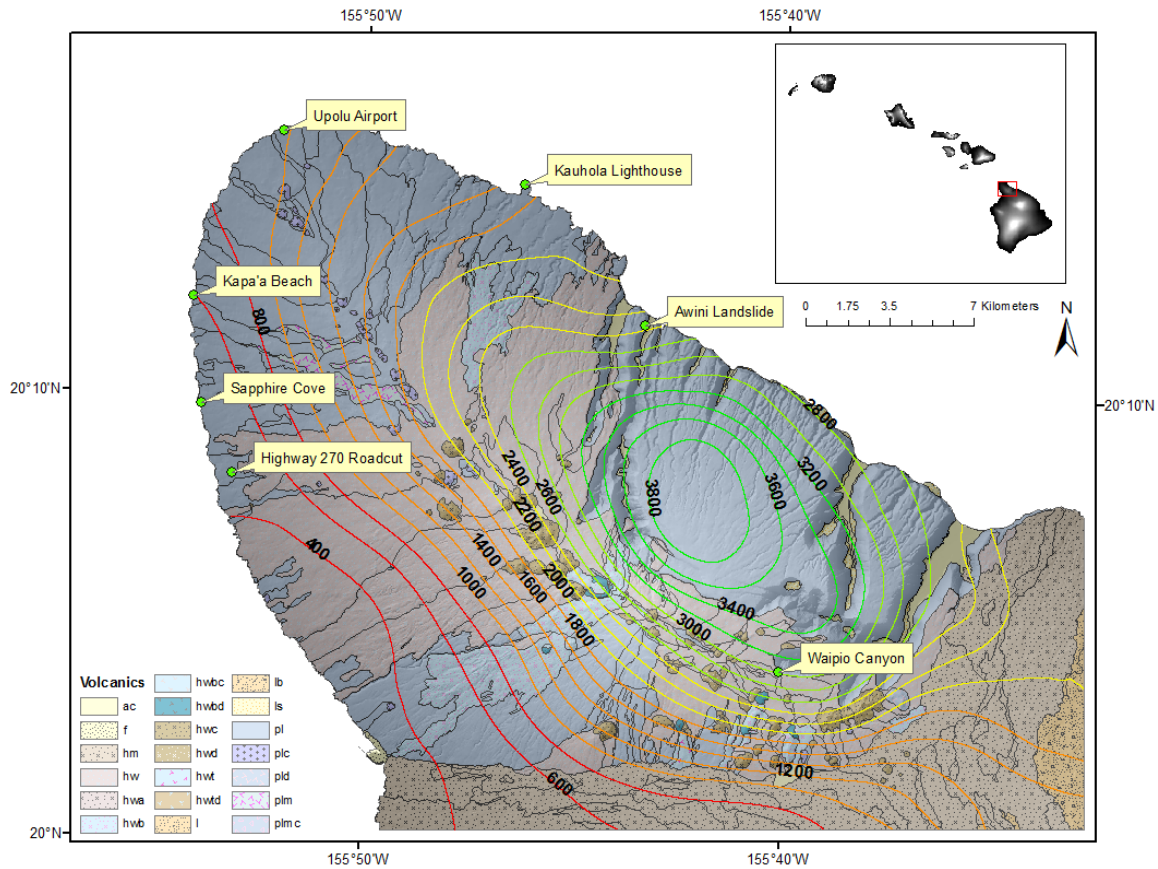 155°50'W 155°40'W
Upolu Airport
Kauhola Lighthouse
Kapa'a Beach
Awini Landslide
0 1.75 3.5 7 Kilometers
N
800
20°10'N
Sapphire Cove
20°10'N
2800
Highway 270 Roadcut
2400
2600
3200
3800
3600
2200
400
1400
2000
1000
1600
3400
1800
3000
Waipio Canyon
Volcanics
ac hwbc lb
f hwbd ls
hm hwc pl
hw hwd plc
hwa hwt pld
hwb hwtd plm
l plmc
600
1200
20°N
155°50'W 155°40'W